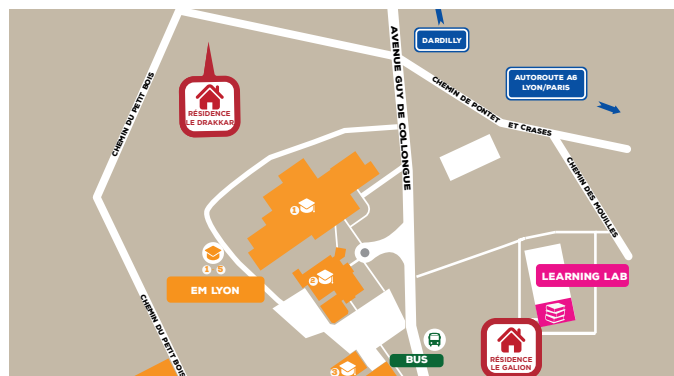 DARDILLY
AUTOROUTE A6
LYON/PARIS
AVENUE GUY DE COLLONGUE
CHEMIN DE PONTET
ET CRASES
CHEMIN DU PETIT BOIS
RÉSIDENCE
LE DRAKKAR
CHEMIN DES MOUILLES
1
1 5
EM LYON
2
LEARNING LAB
CHEMIN DU PETIT BOIS
BUS
RÉSIDENCE
LE GALION
3